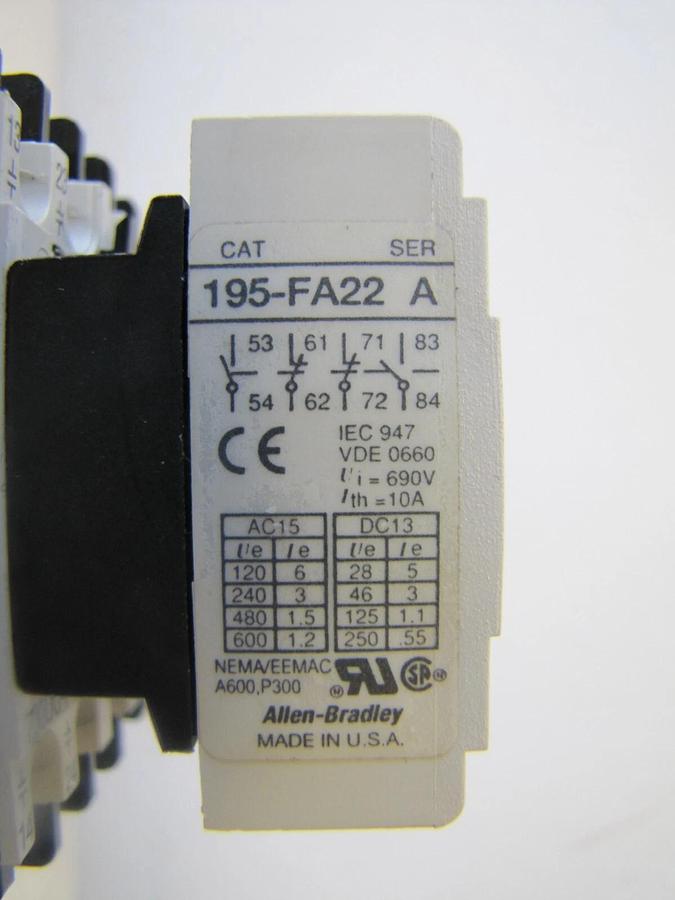 CAT SER
195-FA22 A
53 61 71 83
54 62 72 84
CE IEC 947
VDE 0660
Ui = 690V
Ith =10A
AC15 DC13
Ue Ie Ue Ie
120 6 28 5
240 3 46 3
480 1.5 125 1.1
600 1.2 250 .55
NEMA/EEMAC
A600,P300
Allen-Bradley
MADE IN U.S.A.